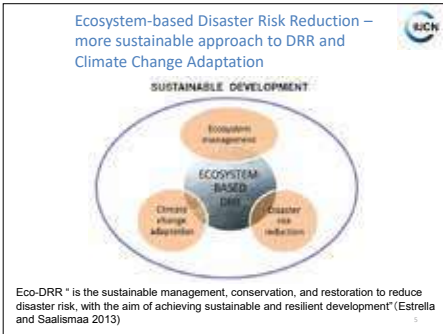 Ecosystem-based Disaster Risk Reduction –
more sustainable approach to DRR and
Climate Change Adaptation
IUCN
SUSTAINABLE DEVELOPMENT
Ecosystem
management
ECOSYSTEM-
BASED
DRR
Climate
change
adaptation
Disaster
risk
reduction
Eco-DRR “ is the sustainable management, conservation, and restoration to reduce
disaster risk, with the aim of achieving sustainable and resilient development”(Estrella
and Saalismaa 2013)
5